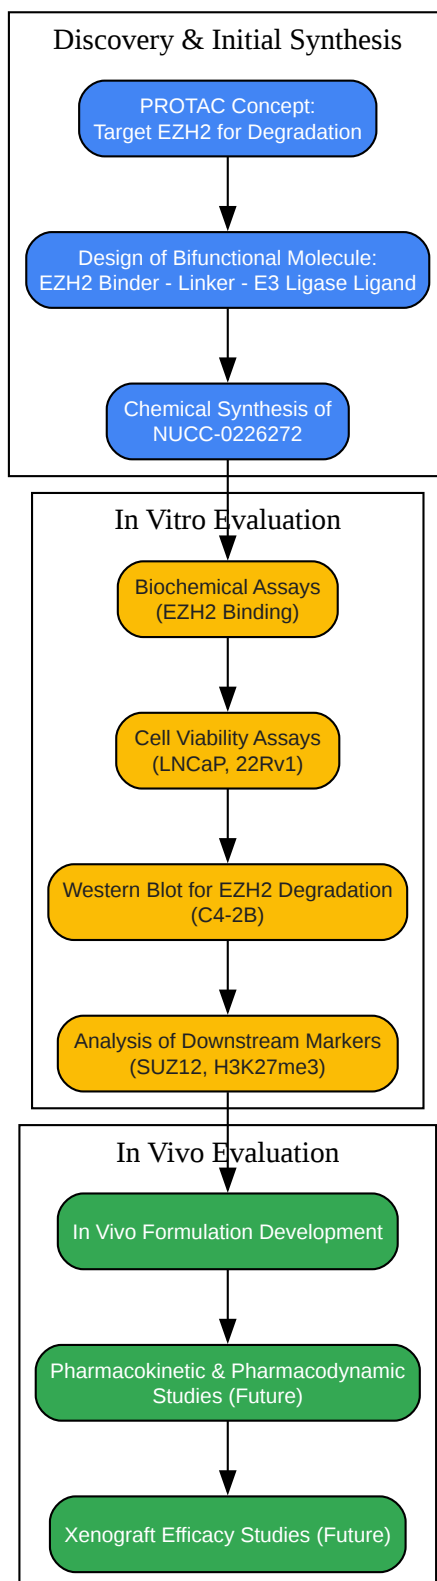 Discovery & Initial Synthesis
PROTAC Concept:
Target EZH2 for Degradation
Design of Bifunctional Molecule:
EZH2 Binder - Linker - E3 Ligase Ligand
Chemical Synthesis of
NUCC-0226272
In Vitro Evaluation
Biochemical Assays
(EZH2 Binding)
Cell Viability Assays
(LNCaP, 22Rv1)
Western Blot for EZH2 Degradation
(C4-2B)
Analysis of Downstream Markers
(SUZ12, H3K27me3)
In Vivo Evaluation
In Vivo Formulation Development
Pharmacokinetic & Pharmacodynamic
Studies (Future)
Xenograft Efficacy Studies (Future)